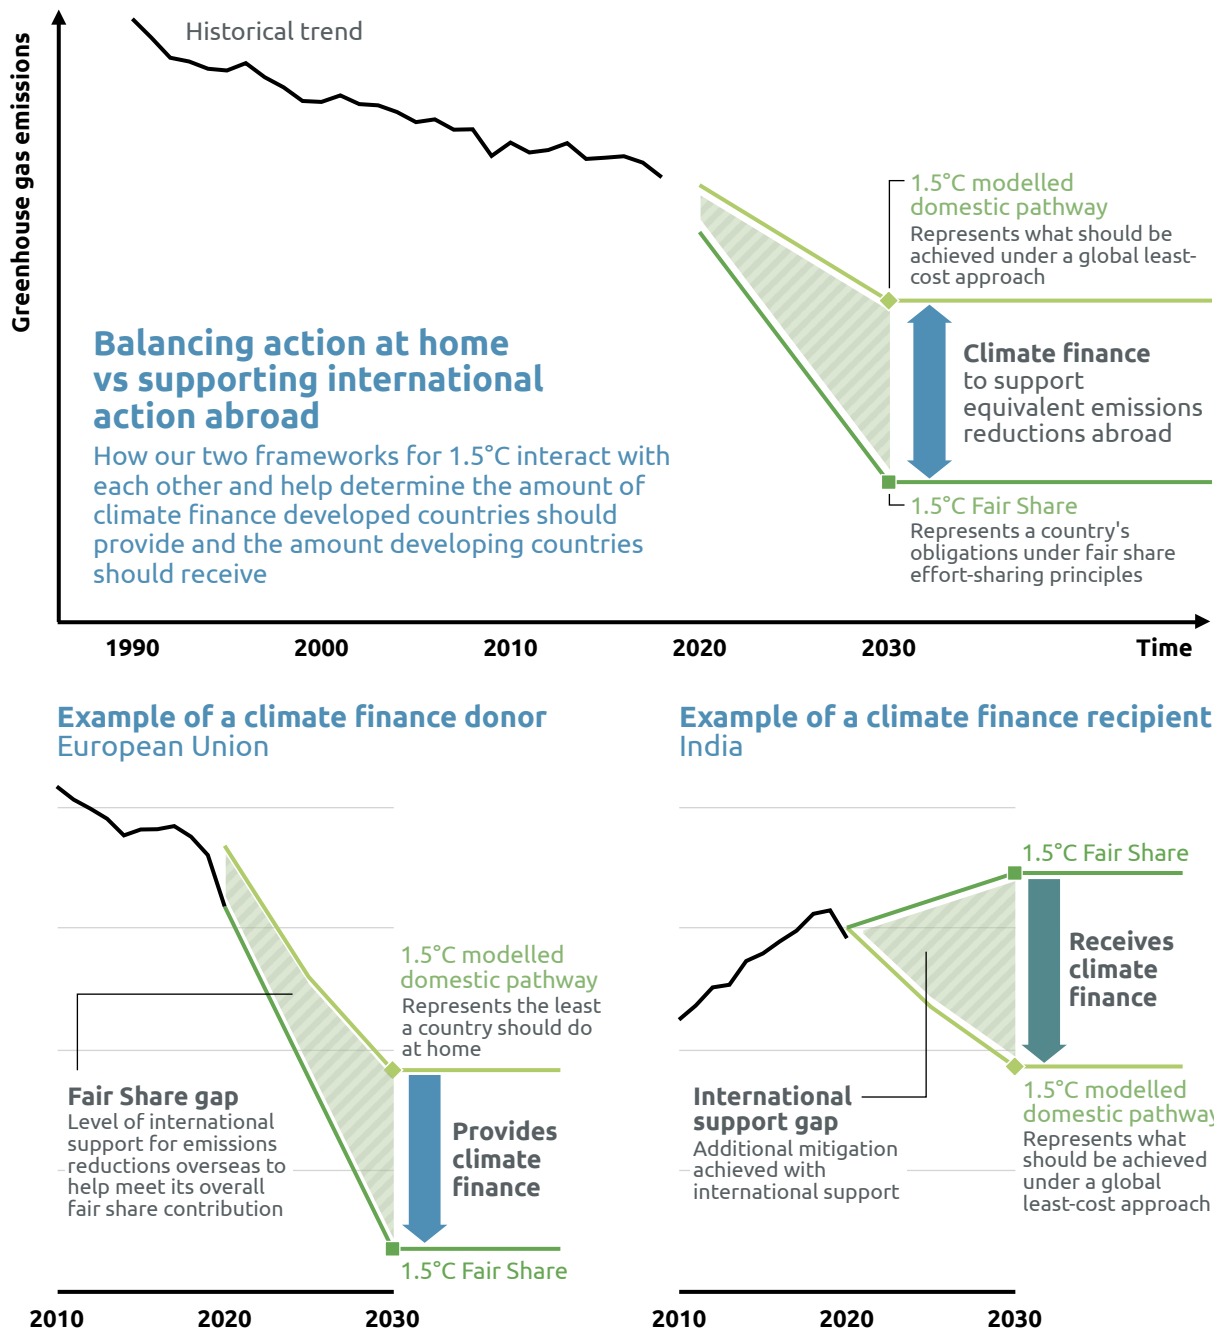 Greenhouse gas emissions
Historical trend
1.5°C modelled
domestic pathway
Represents what should be
achieved under a global least-
cost approach
Climate finance
to support
equivalent emissions
reductions abroad
1.5°C Fair Share
Represents a country's
obligations under fair share
effort-sharing principles
Balancing action at home
vs supporting international
action abroad
How our two frameworks for 1.5°C interact with
each other and help determine the amount of
climate finance developed countries should
provide and the amount developing countries
should receive
1990 2000 2010 2020 2030 Time
Example of a climate finance donor
European Union
1.5°C modelled
domestic pathway
Represents the least
a country should do
at home
Fair Share gap
Level of international
support for emissions
reductions overseas to
help meet its overall
fair share contribution
Provides
climate
finance
1.5°C Fair Share
2010 2020 2030
Example of a climate finance recipient
India
1.5°C Fair Share
Receives
climate
finance
International
support gap
Additional mitigation
achieved with
international support
1.5°C modelled
domestic pathway
Represents what
should be achieved
under a global
least-cost approach
2010 2020 2030